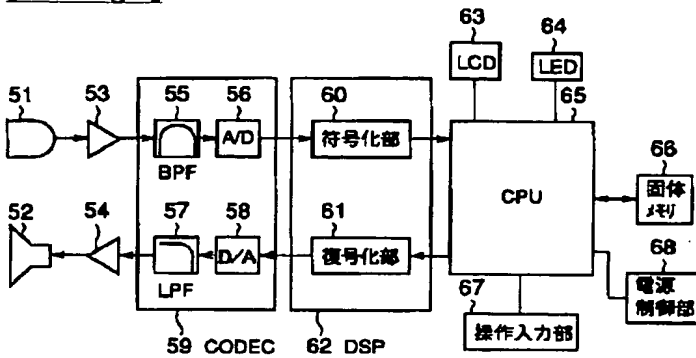 63
64
LCD
LED
65
51
53
55
56
60
A/D
符号化部
BPF
CPU
66
固体
メモリ
52
54
57
58
61
D/A
復号化部
LPF
68
電源
制御部
67
操作入力部
59 CODEC
62 DSP